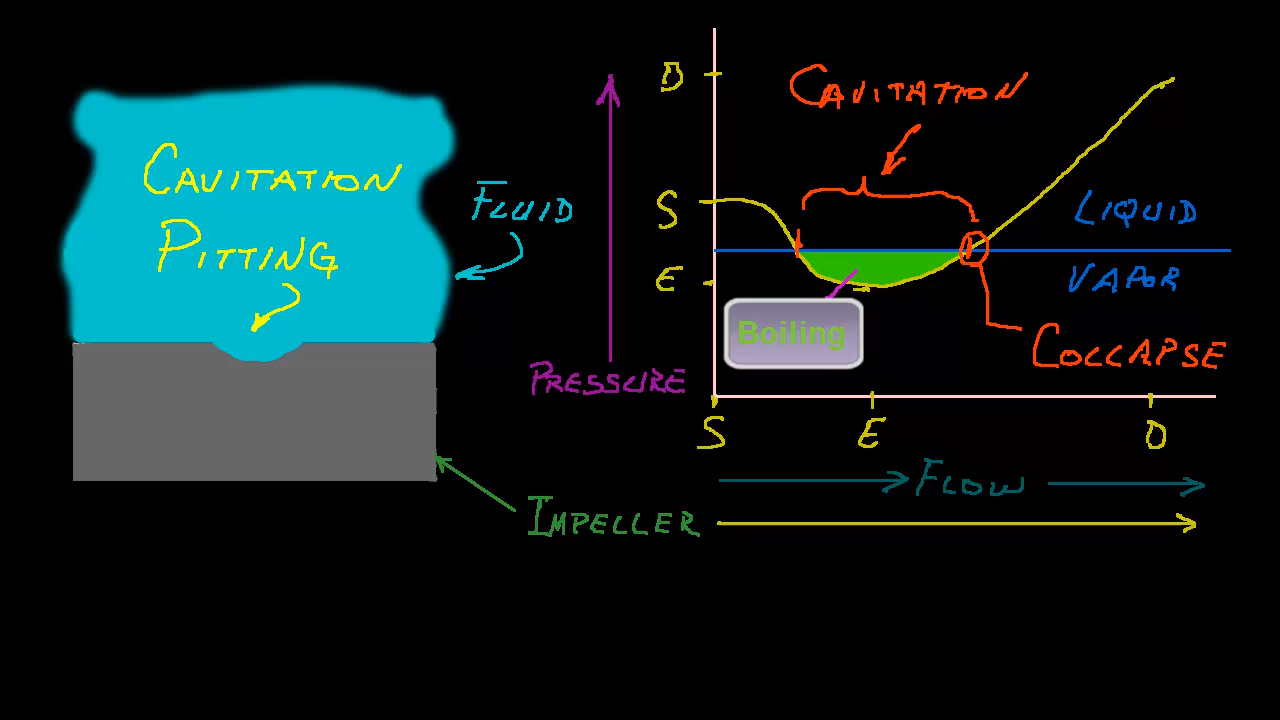 CAVITATION
PITTING
FLUID
IMPELLER
PRESSURE
D
S
E
CAVITATION
LIQUID
VAPOR
Boiling
COLLAPSE
S E D
FLOW